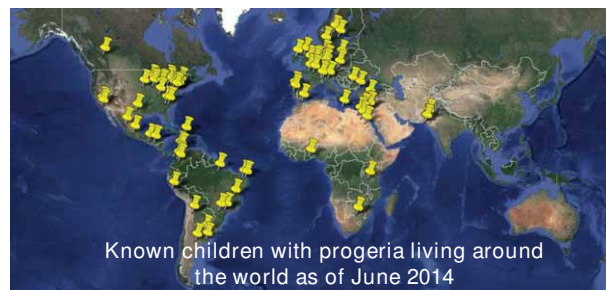 Known children with progeria living around
the world as of June 2014